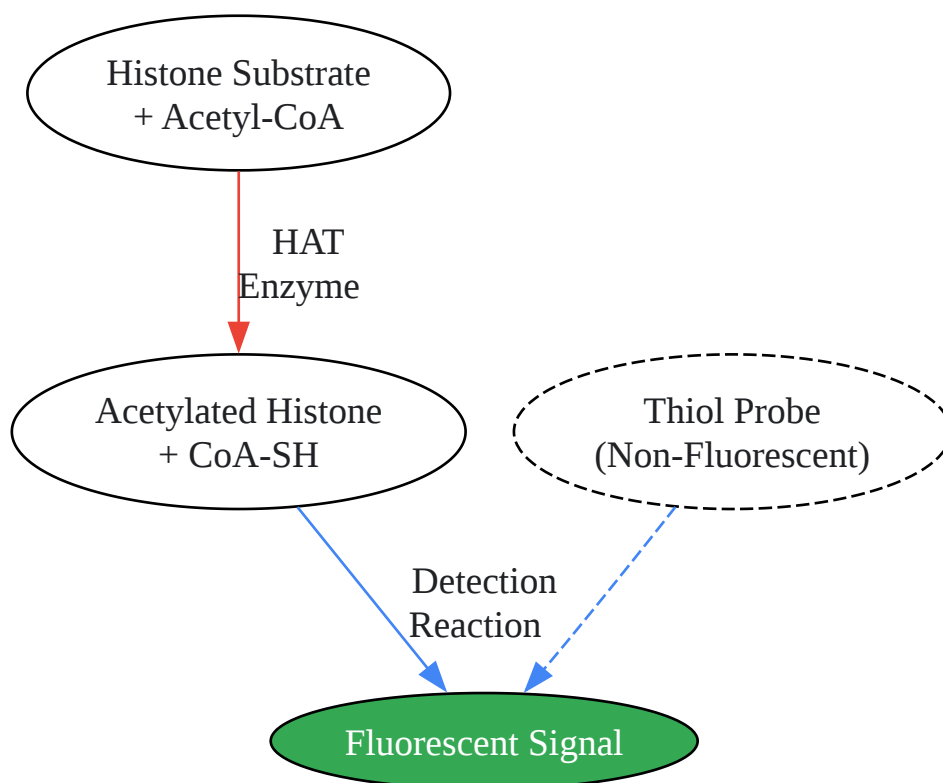 Histone Substrate
+ Acetyl-CoA
HAT
Enzyme
Acetylated Histone
+ CoA-SH
Thiol Probe
(Non-Fluorescent)
Detection
Reaction
Fluorescent Signal